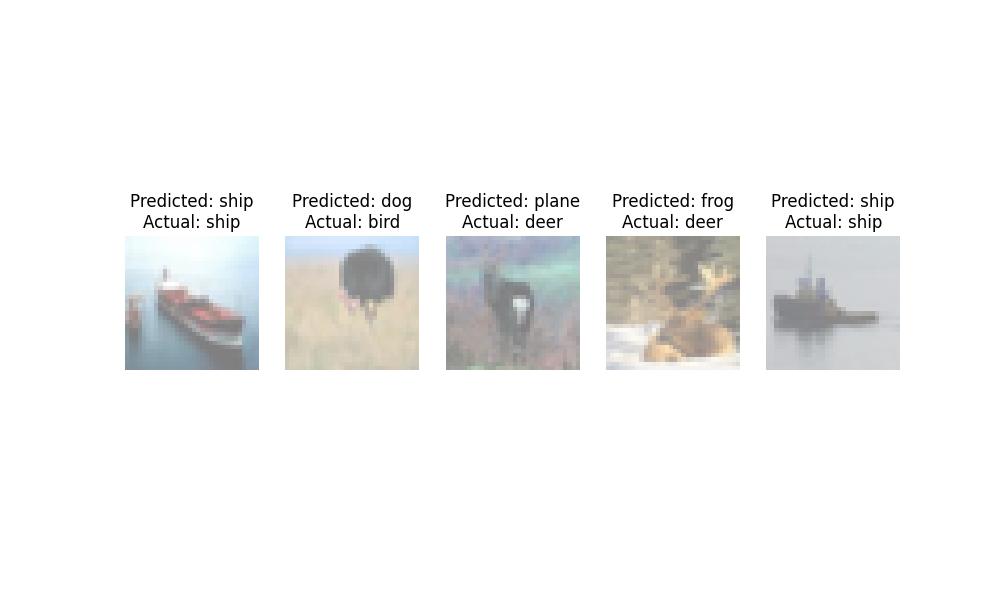 Predicted: ship
Actual: ship
Predicted: dog
Actual: bird
Predicted: plane
Actual: deer
Predicted: frog
Actual: deer
Predicted: ship
Actual: ship